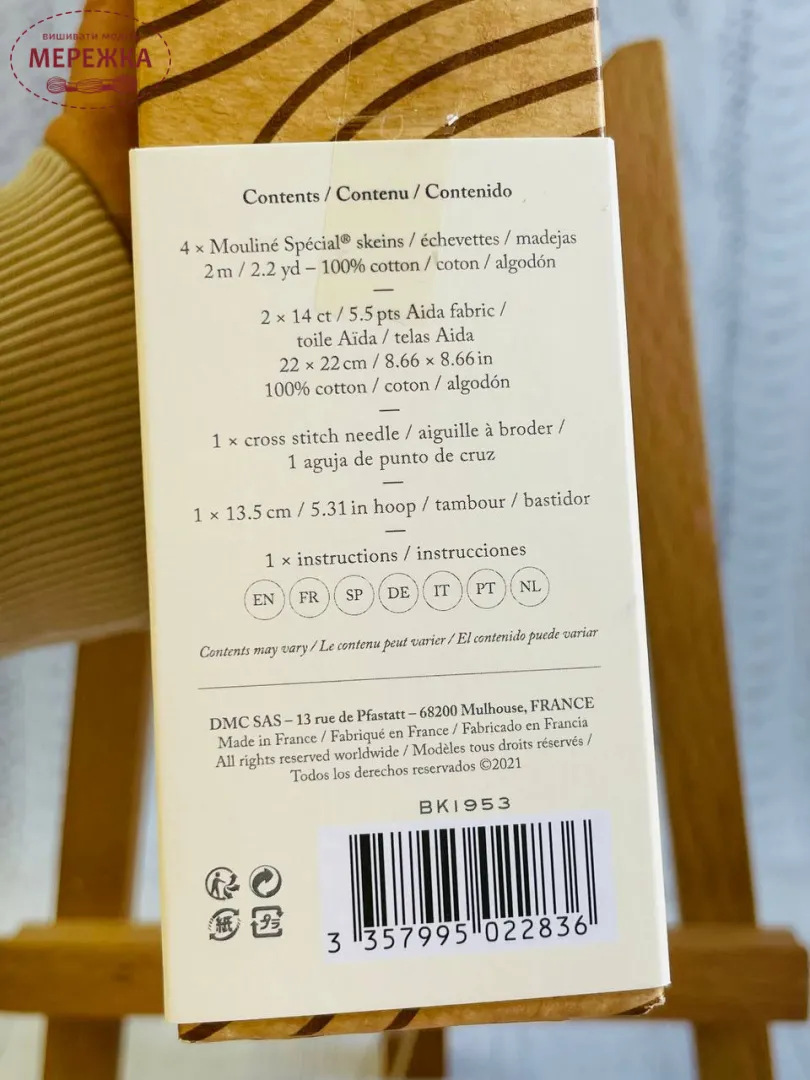 вишивати модно
МЕРЕЖКА
Contents / Contenu / Contenido
4 × Mouliné Spécial® skeins / échevettes / madejas
2 m / 2.2 yd – 100% cotton / coton / algodón
2 × 14 ct / 5.5 pts Aida fabric /
toile Aïda / telas Aida
22 × 22 cm / 8.66 × 8.66 in
100% cotton / coton / algodón
1 × cross stitch needle / aiguille à broder /
1 aguja de punto de cruz
1 × 13.5 cm / 5.31 in hoop / tambour / bastidor
1 × instructions / instrucciones
EN FR SP DE IT PT NL
Contents may vary / Le contenu peut varier / El contenido puede variar
DMC SAS – 13 rue de Pfastatt – 68200 Mulhouse, FRANCE
Made in France / Fabriqué en France / Fabricado en Francia
All rights reserved worldwide / Modèles tous droits réservés /
Todos los derechos reservados ©2021
BK1953
紙 プラ
3 357995 022836